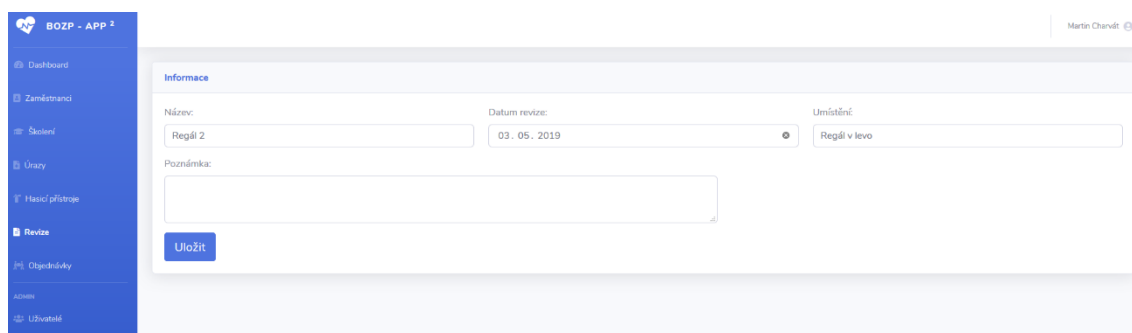 BOZP - APP 2
Martin Charvát
Dashboard
Zaměstnanci
Školení
Úrazy
Hasicí přístroje
Revize
Objednávky
ADMIN
Uživatelé
Informace
Název: Datum revize: Umístění:
Regál 2 03. 05. 2019 Regál v levo
Poznámka:
Uložit